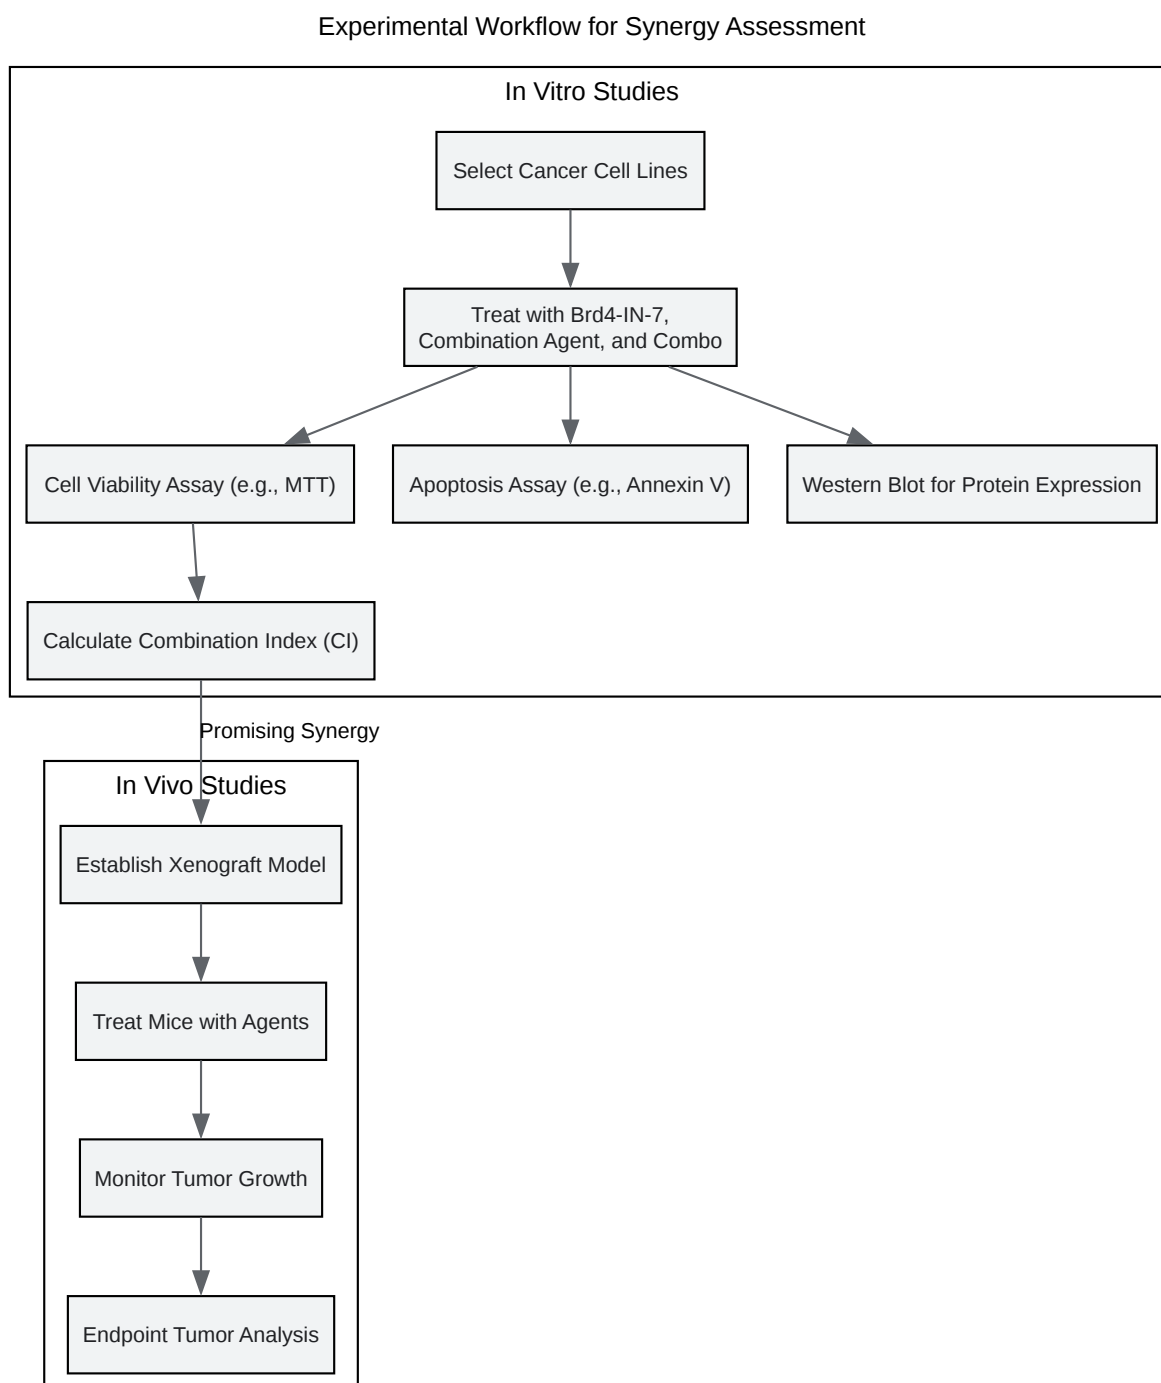 Experimental Workflow for Synergy Assessment
In Vitro Studies
Select Cancer Cell Lines
Treat with Brd4-IN-7,
Combination Agent, and Combo
Cell Viability Assay (e.g., MTT)
Apoptosis Assay (e.g., Annexin V)
Western Blot for Protein Expression
Calculate Combination Index (CI)
Promising Synergy
In Vivo Studies
Establish Xenograft Model
Treat Mice with Agents
Monitor Tumor Growth
Endpoint Tumor Analysis